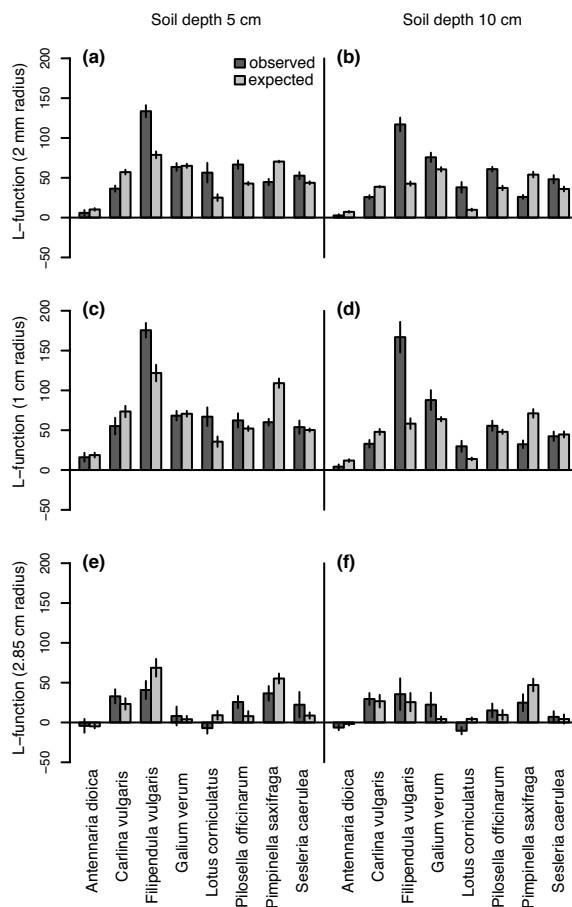 Soil depth 5 cm
Soil depth 10 cm
(a)
observed
expected
(b)
L−function (2 mm radius)
200
150
100
50
0
−50
(c)
(d)
L−function (1 cm radius)
200
150
100
50
0
−50
(e)
(f)
L−function (2.85 cm radius)
200
150
100
50
0
−50
Antennaria dioica
Carlina vulgaris
Filipendula vulgaris
Galium verum
Lotus corniculatus
Pilosella officinarum
Pimpinella saxifraga
Sesleria caerulea
Antennaria dioica
Carlina vulgaris
Filipendula vulgaris
Galium verum
Lotus corniculatus
Pilosella officinarum
Pimpinella saxifraga
Sesleria caerulea